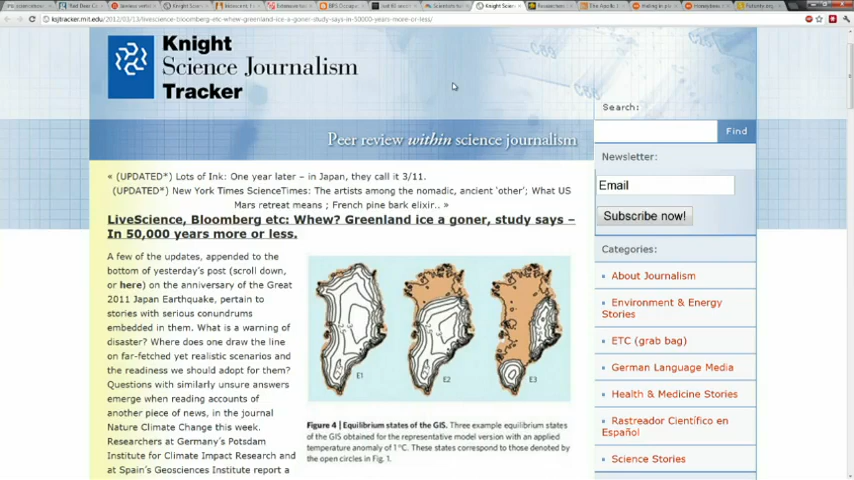 ksjtracker.mit.edu/2012/03/13/livescience-bloomberg-etc-whew-greenland-ice-a-goner-study-says-in-50000-years-more-or-less/
Knight
Science Journalism
Tracker
Peer review within science journalism
Search:
Find
Newsletter:
Email
Subscribe now!
Categories:
About Journalism
Environment & Energy
Stories
ETC (grab bag)
German Language Media
Health & Medicine Stories
Rastreador Científico en
Español
Science Stories
« (UPDATED*) Lots of Ink: One year later – in Japan, they call it 3/11.
(UPDATED*) New York Times ScienceTimes: The artists among the nomadic, ancient 'other'; What US
Mars retreat means ; French pine bark elixir.. »
LiveScience, Bloomberg etc: Whew? Greenland ice a goner, study says –
In 50,000 years more or less.
A few of the updates, appended to the
bottom of yesterday's post (scroll down,
or here) on the anniversary of the Great
2011 Japan Earthquake, pertain to
stories with serious conundrums
embedded in them. What is a warning of
disaster? Where does one draw the line
on far-fetched yet realistic scenarios and
the readiness we should adopt for them?
Questions with similarly unsure answers
emerge when reading accounts of
another piece of news, in the journal
Nature Climate Change this week.
Researchers at Germany's Potsdam
Institute for Climate Impact Research and
at Spain's Geosciences Institute report a
E1
E2
E3
Figure 4 | Equilibrium states of the GIS. Three example equilibrium states
of the GIS obtained for the representative model version with an applied
temperature anomaly of 1 °C. These states correspond to those denoted by
the open circles in Fig. 1.